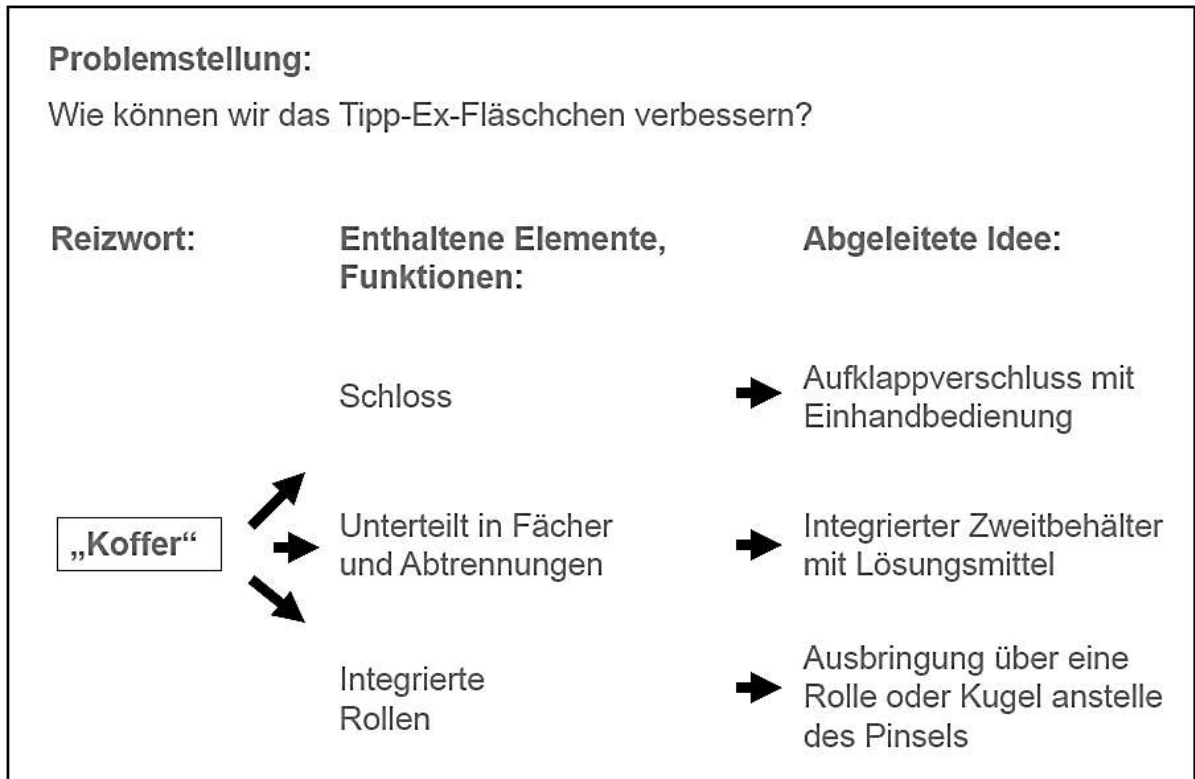 Problemstellung:
Wie können wir das Tipp-Ex-Fläschchen verbessern?
Reizwort:
Enthaltene Elemente,
Funktionen:
Abgeleitete Idee:
„Koffer“
Schloss
Aufklappverschluss mit
Einhandbedienung
Unterteilt in Fächer
und Abtrennungen
Integrierter Zweitbehälter
mit Lösungsmittel
Integrierte
Rollen
Ausbringung über eine
Rolle oder Kugel anstelle
des Pinsels